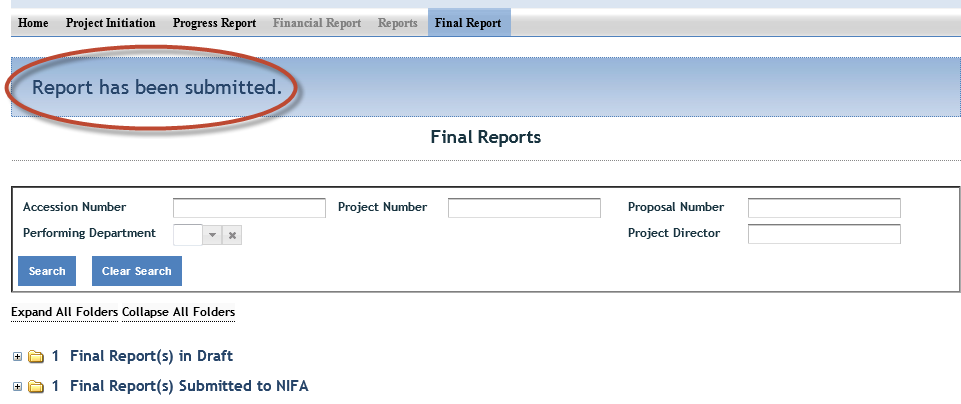 Home Project Initiation Progress Report Financial Report Reports Final Report
Report has been submitted.
Final Reports
Accession Number Project Number Proposal Number
Performing Department Project Director
Search Clear Search
Expand All Folders Collapse All Folders
1 Final Report(s) in Draft
1 Final Report(s) Submitted to NIFA